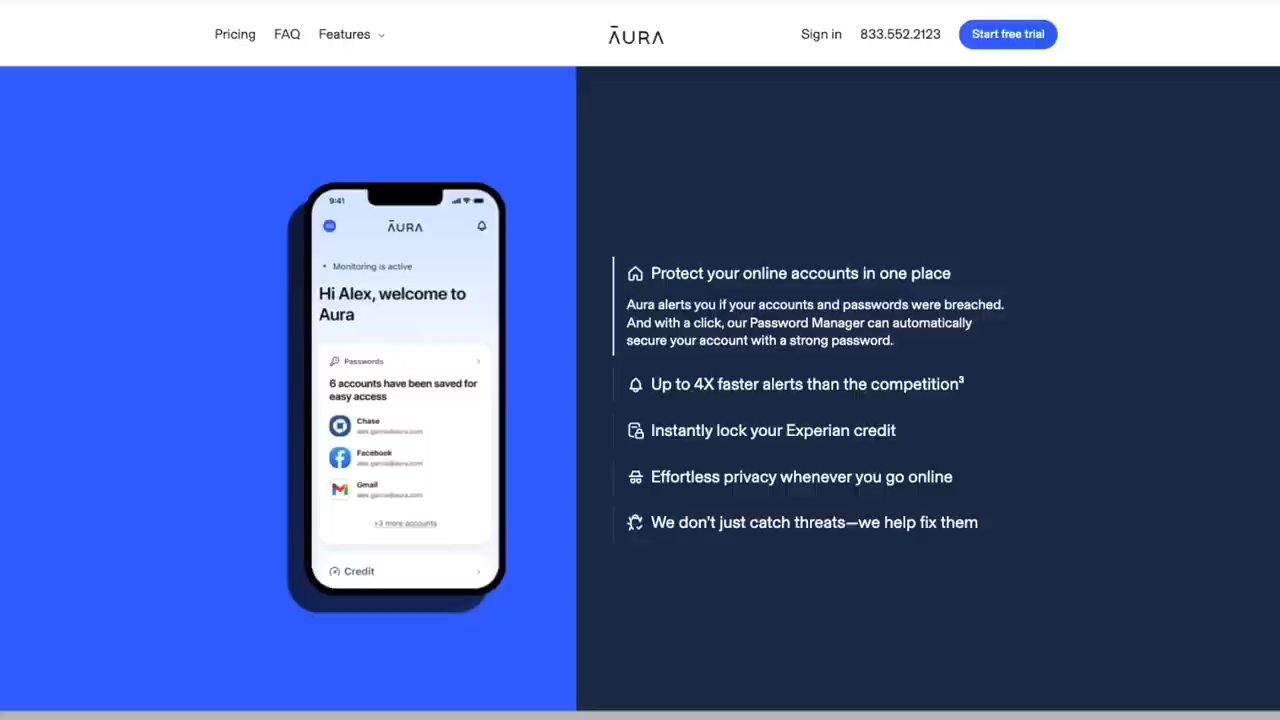 Pricing FAQ Features
ĀURA
Sign in 833.552.2123 Start free trial
9:41
ĀURA
• Monitoring is active
Hi Alex, welcome to
Aura
Passwords
6 accounts have been saved for
easy access
Chase
Facebook
Gmail
+3 more accounts
Credit
Protect your online accounts in one place
Aura alerts you if your accounts and passwords were breached.
And with a click, our Password Manager can automatically
secure your account with a strong password.
Up to 4X faster alerts than the competition³
Instantly lock your Experian credit
Effortless privacy whenever you go online
We don't just catch threats—we help fix them